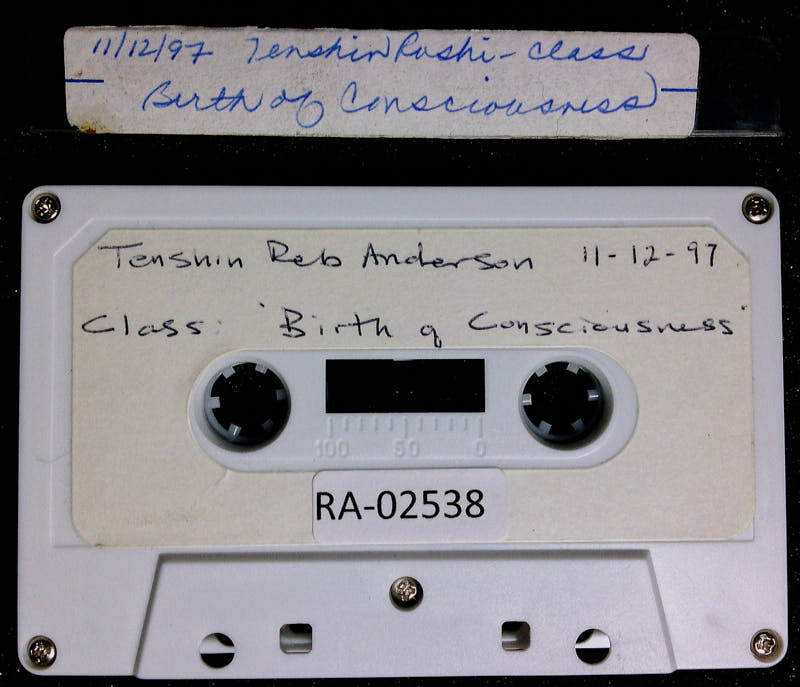 11/12/97 Tenshin Roshi - class
Birth of Consciousness
Tenshin Reb Anderson 11-12-97
Class: "Birth of Consciousness"
100 50 0
RA-02538